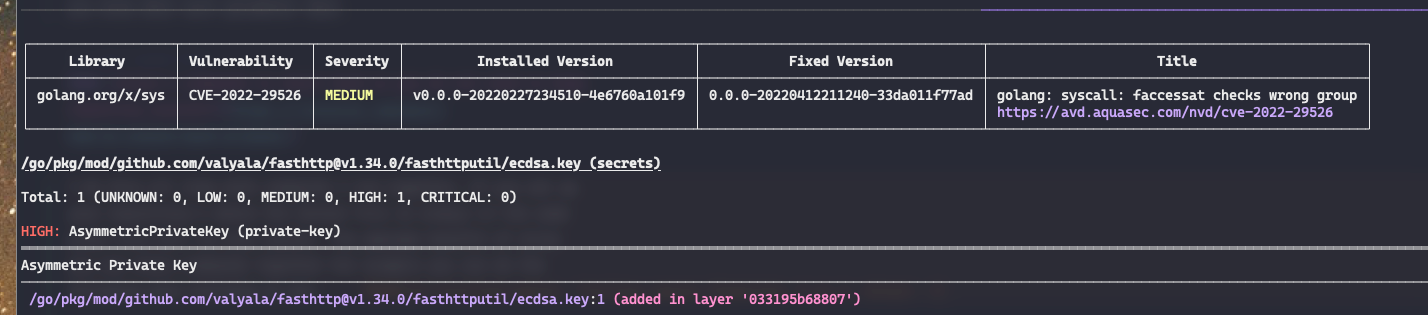 Library Vulnerability Severity Installed Version Fixed Version Title
golang.org/x/sys CVE-2022-29526 MEDIUM v0.0.0-20220227234510-4e6760a101f9 0.0.0-20220412211240-33da011f77ad golang: syscall: faccessat checks wrong group
https://avd.aquasec.com/nvd/cve-2022-29526
/go/pkg/mod/github.com/valyala/fasthttp@v1.34.0/fasthttputil/ecdsa.key (secrets)
Total: 1 (UNKNOWN: 0, LOW: 0, MEDIUM: 0, HIGH: 1, CRITICAL: 0)
HIGH: AsymmetricPrivateKey (private-key)
Asymmetric Private Key
/go/pkg/mod/github.com/valyala/fasthttp@v1.34.0/fasthttputil/ecdsa.key:1 (added in layer '033195b68807')